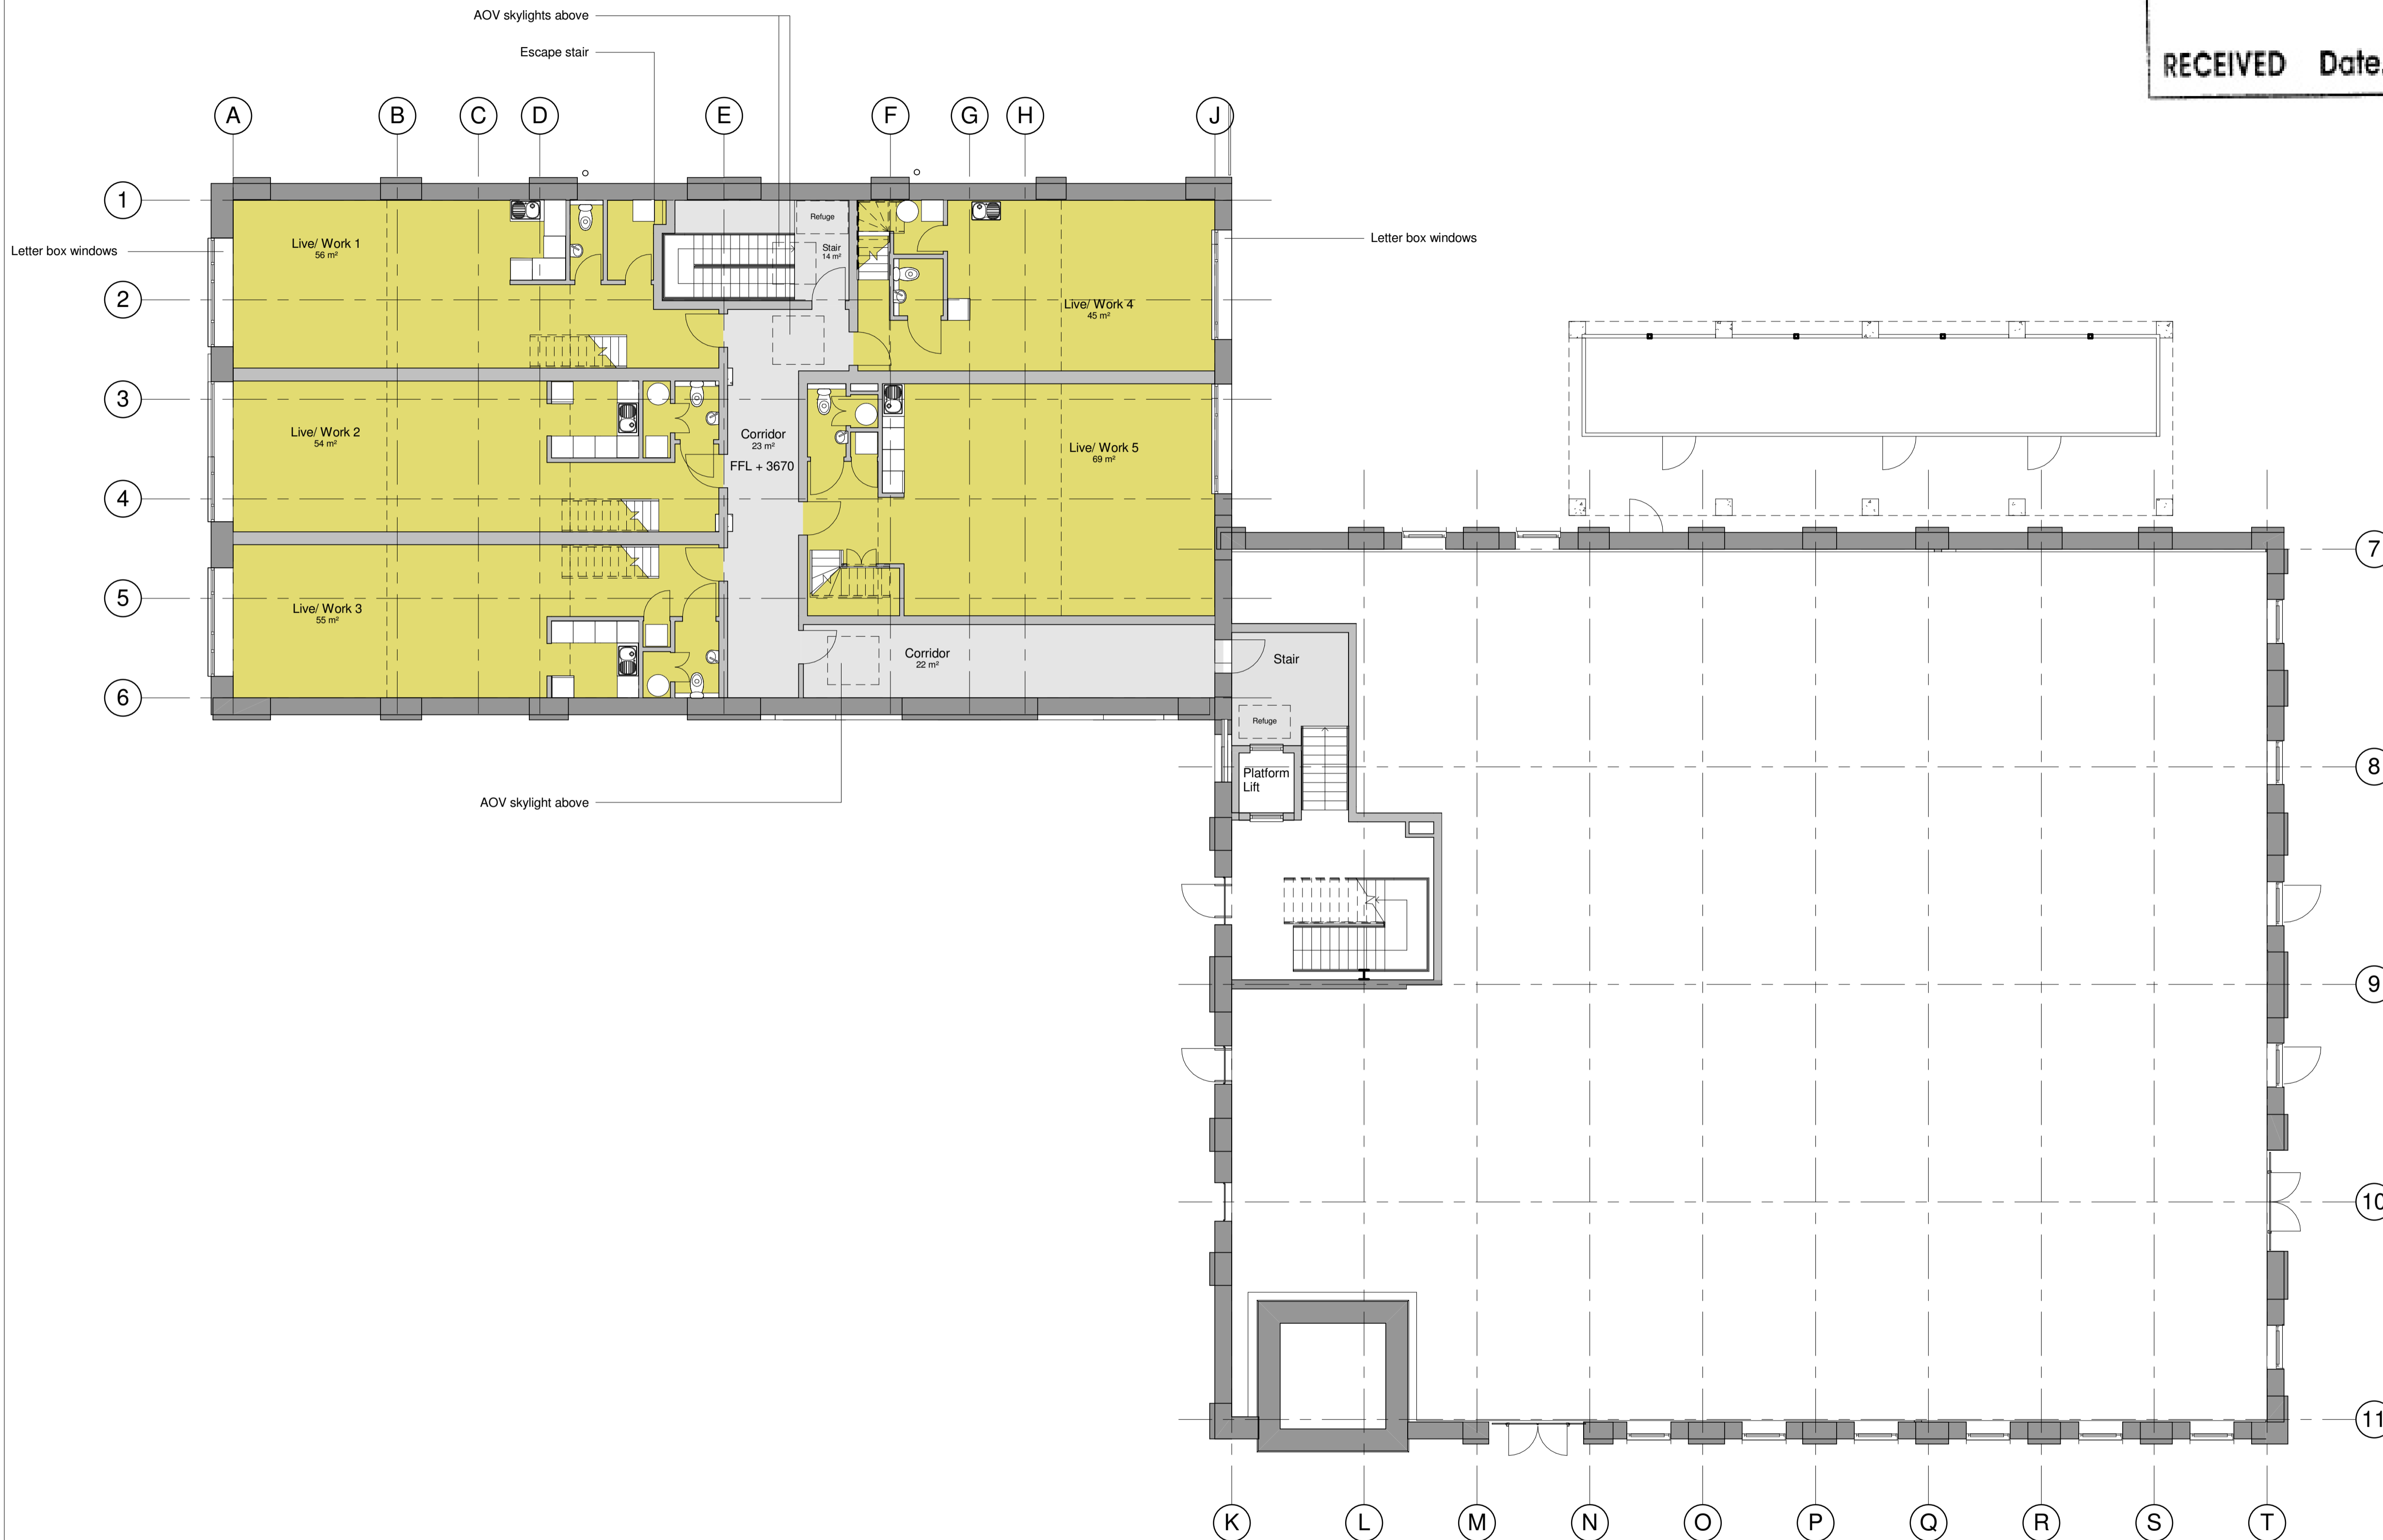 AOV skylights above
Escape stair
RECEIVED Date.
A
B
C
D
E
F
G
H
J
1
Refuge
Live/ Work 1
56 m²
Stair
14 m²
Letter box windows
Letter box windows
2
Live/ Work 4
45 m²
3
Live/ Work 2
54 m²
Corridor
23 m²
FFL + 3670
Live/ Work 5
69 m²
4
7
5
Live/ Work 3
55 m²
Corridor
22 m²
Stair
6
Refuge
Platform
Lift
8
AOV skylight above
9
10
11
K
L
M
N
O
P
Q
R
S
T